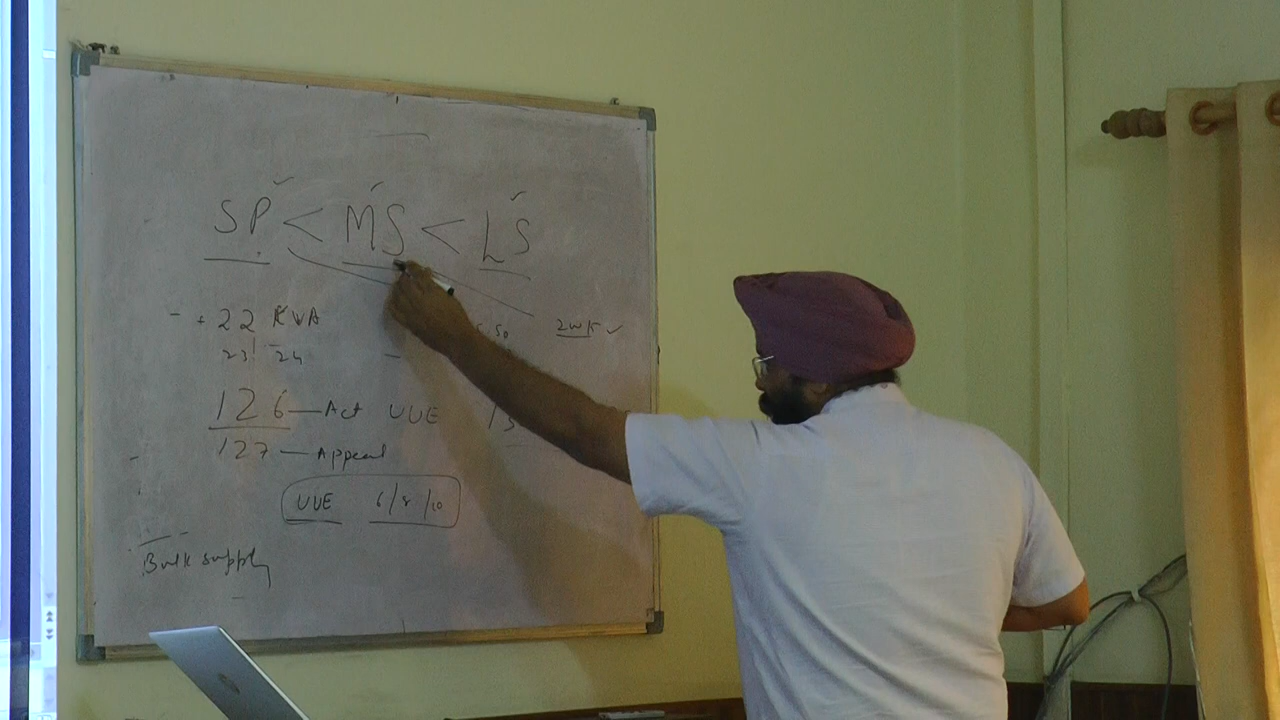 SP < MS < LS
22 KVA 50 2wk
23 24
126 — Act UUE
127 — Appeal
UUE 6/8/10
Bulk supply